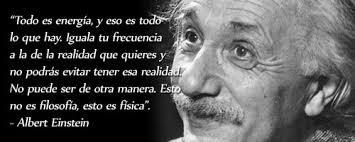 “Todo es energía, y eso es todo
lo que hay. Iguala tu frecuencia
a la de la realidad que quieres y
no podrás evitar tener esa realidad.
No puede ser de otra manera. Esto
no es filosofía, esto es física”.
- Albert Einstein